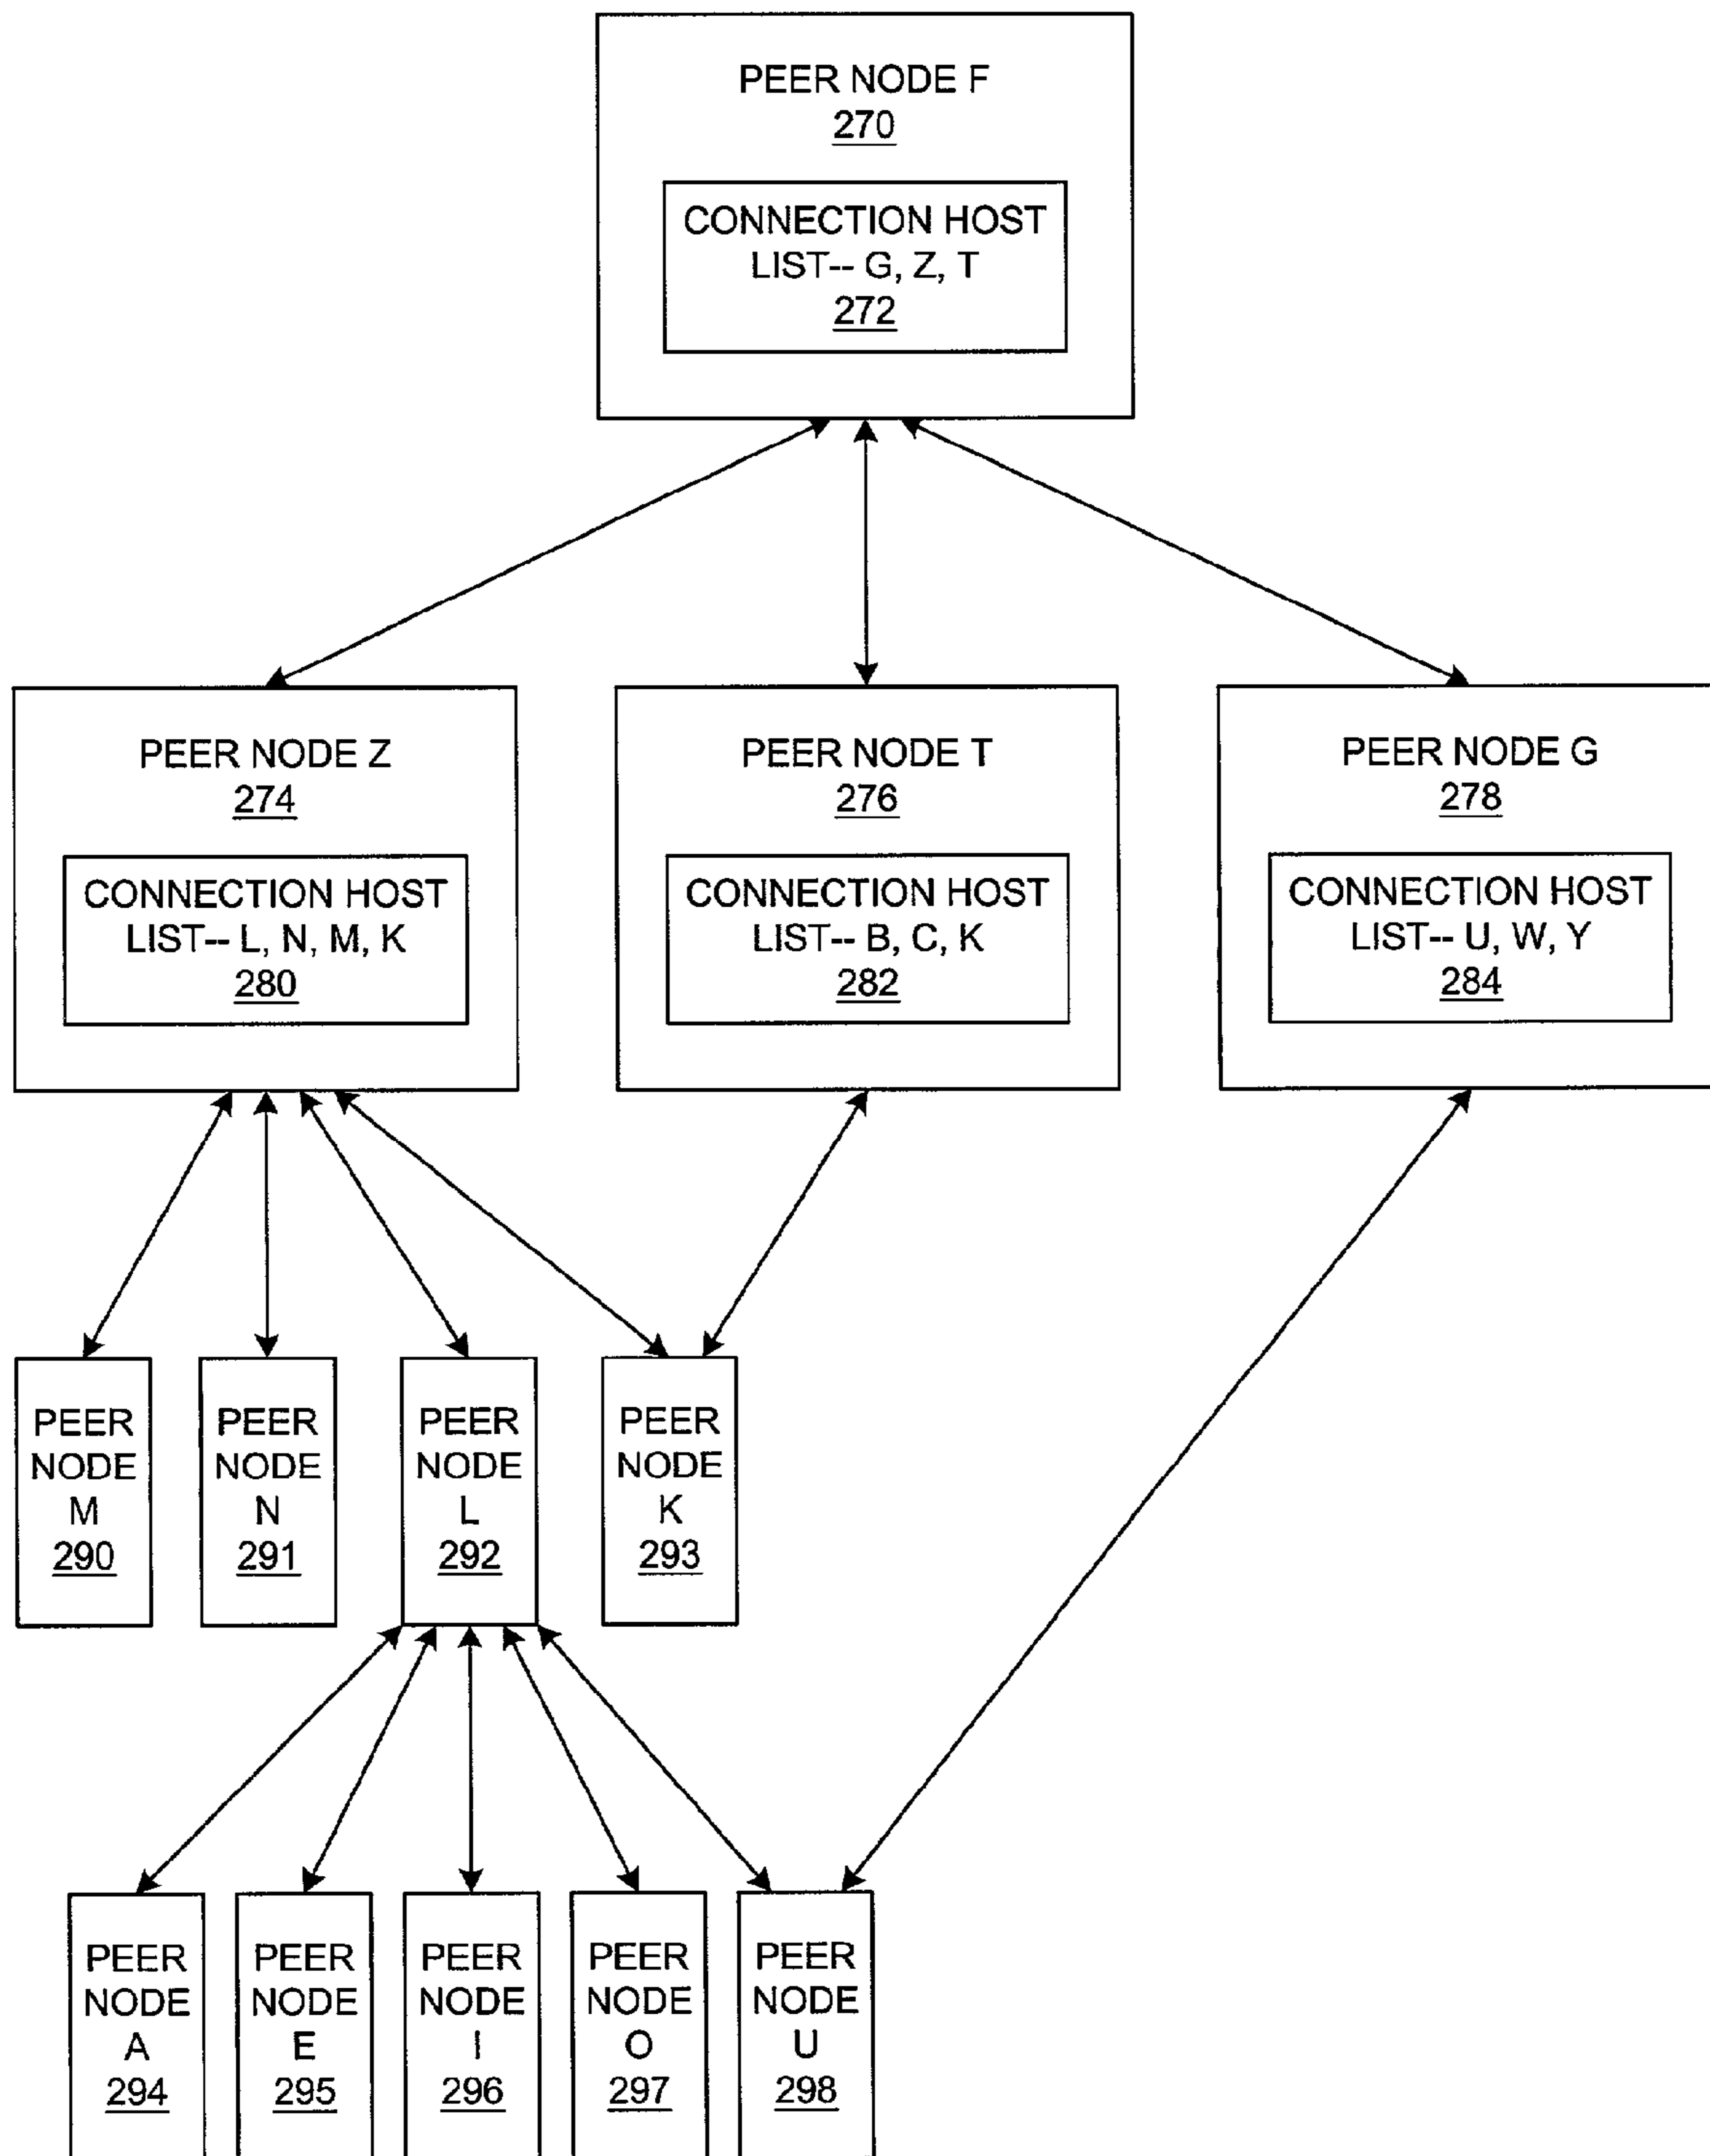 PEER NODE F
270
CONNECTION HOST
LIST-- G, Z, T
272
PEER NODE Z
274
CONNECTION HOST
LIST-- L, N, M, K
280
PEER NODE T
276
CONNECTION HOST
LIST-- B, C, K
282
PEER NODE G
278
CONNECTION HOST
LIST-- U, W, Y
284
PEER
NODE
M
290
PEER
NODE
N
291
PEER
NODE
L
292
PEER
NODE
K
293
PEER
NODE
A
294
PEER
NODE
E
295
PEER
NODE
I
296
PEER
NODE
O
297
PEER
NODE
U
298